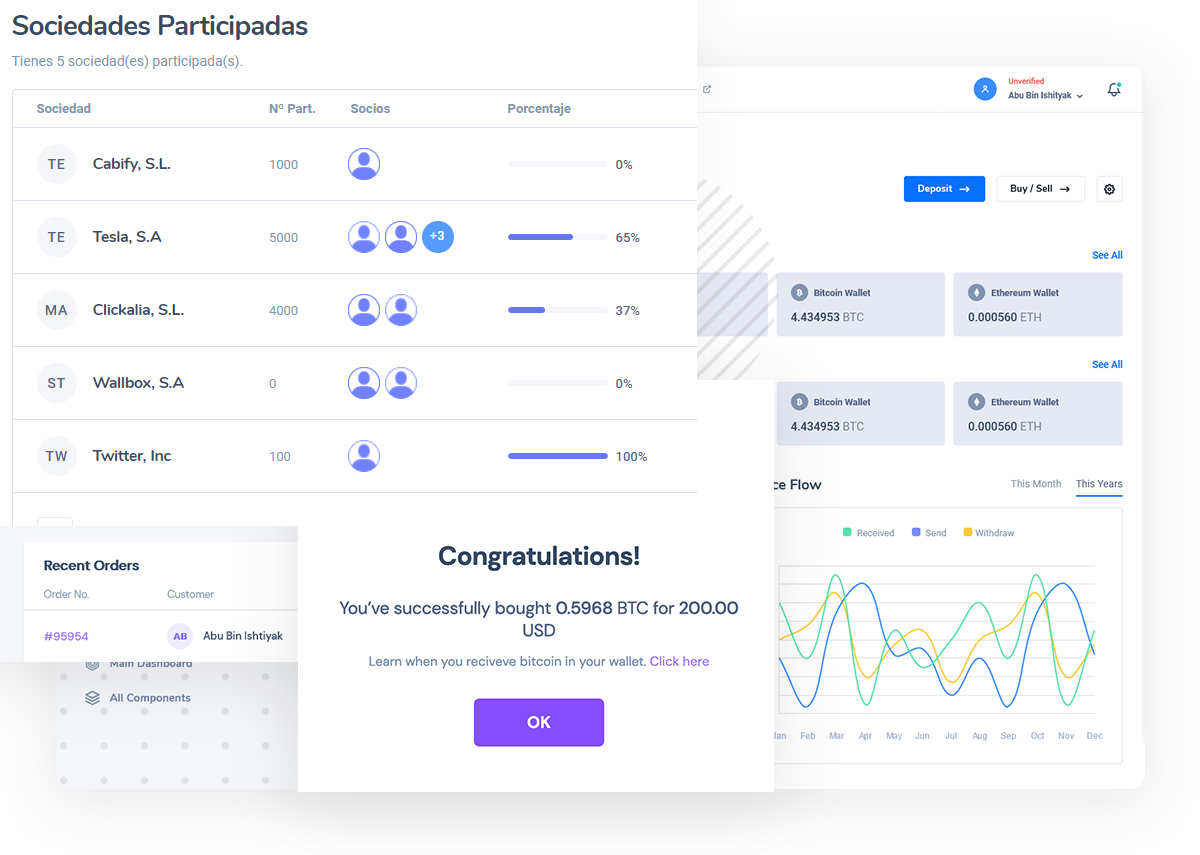 Sociedades Participadas
Tienes 5 sociedad(es) participada(s).
Sociedad Nº Part. Socios Porcentaje
TE Cabify, S.L. 1000 0%
TE Tesla, S.A 5000 +3 65%
MA Clickalia, S.L. 4000 37%
ST Wallbox, S.A 0 0%
TW Twitter, Inc 100 100%
Unverified
Abu Bin Ishityak
Deposit Buy / Sell
See All
Bitcoin Wallet
4.434953 BTC
Ethereum Wallet
0.000560 ETH
See All
Bitcoin Wallet
4.434953 BTC
Ethereum Wallet
0.000560 ETH
Flow This Month This Years
Received Send Withdraw
Feb Mar Apr May Jun Jul Aug Sep Oct Nov Dec
Recent Orders
Order No. Customer
#95954 AB Abu Bin Ishtiyak
Main Dashboard
All Components
Congratulations!
You’ve successfully bought 0.5968 BTC for 200.00
USD
Learn when you reciveve bitcoin in your wallet. Click here
OK